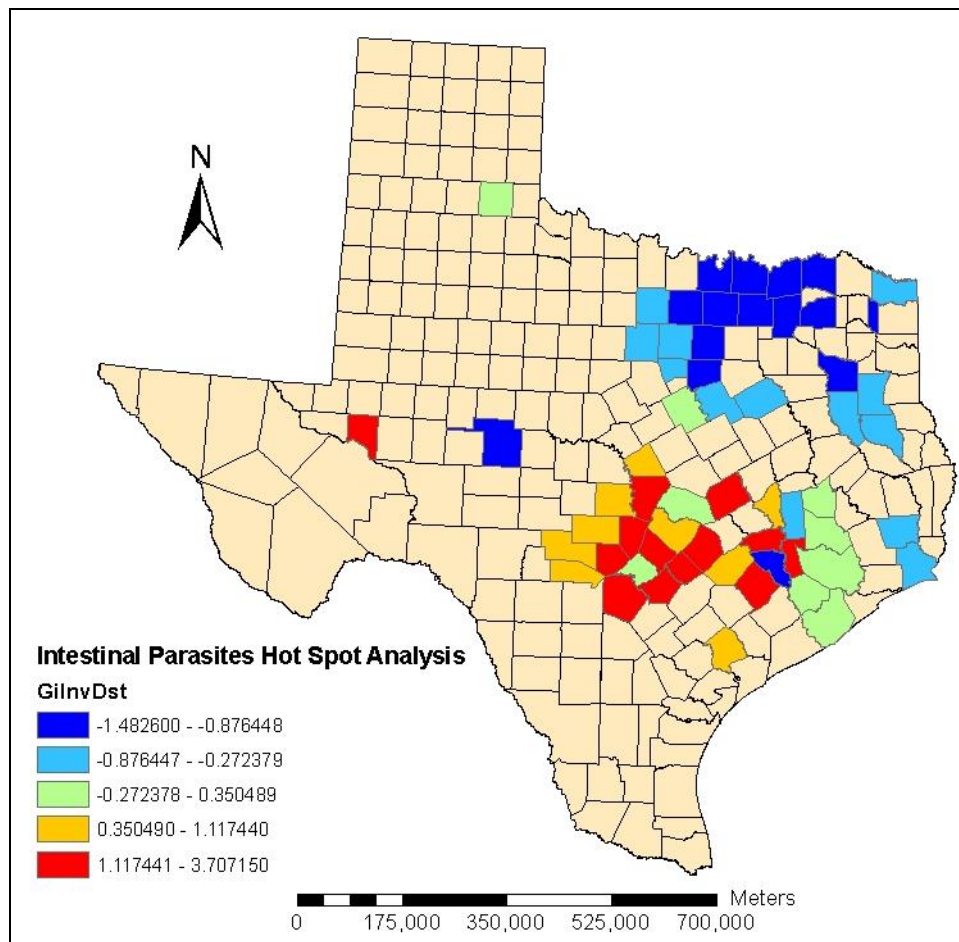 N
Intestinal Parasites Hot Spot Analysis
GiInvDst
-1.482600 - -0.876448
-0.876447 - -0.272379
-0.272378 - 0.350489
0.350490 - 1.117440
1.117441 - 3.707150
Meters
0 175,000 350,000 525,000 700,000